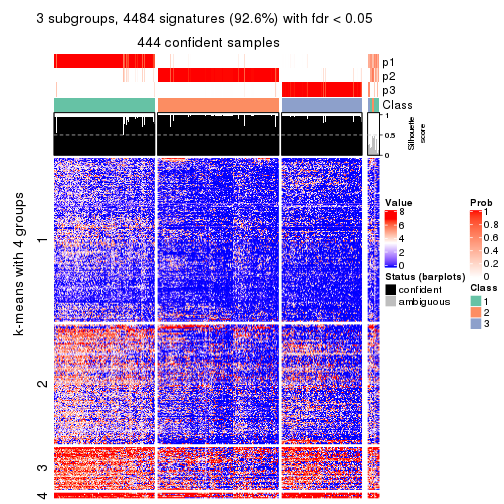 3 subgroups, 4484 signatures (92.6%) with fdr < 0.05
444 confident samples
p1
p2
p3
Class
1
0.5
0
Silhouette
score
k-means with 4 groups
1
2
3
4
Value
8
6
4
2
0
Status (barplots)
confident
ambiguous
Prob
1
0.8
0.6
0.4
0.2
0
Class
1
2
3